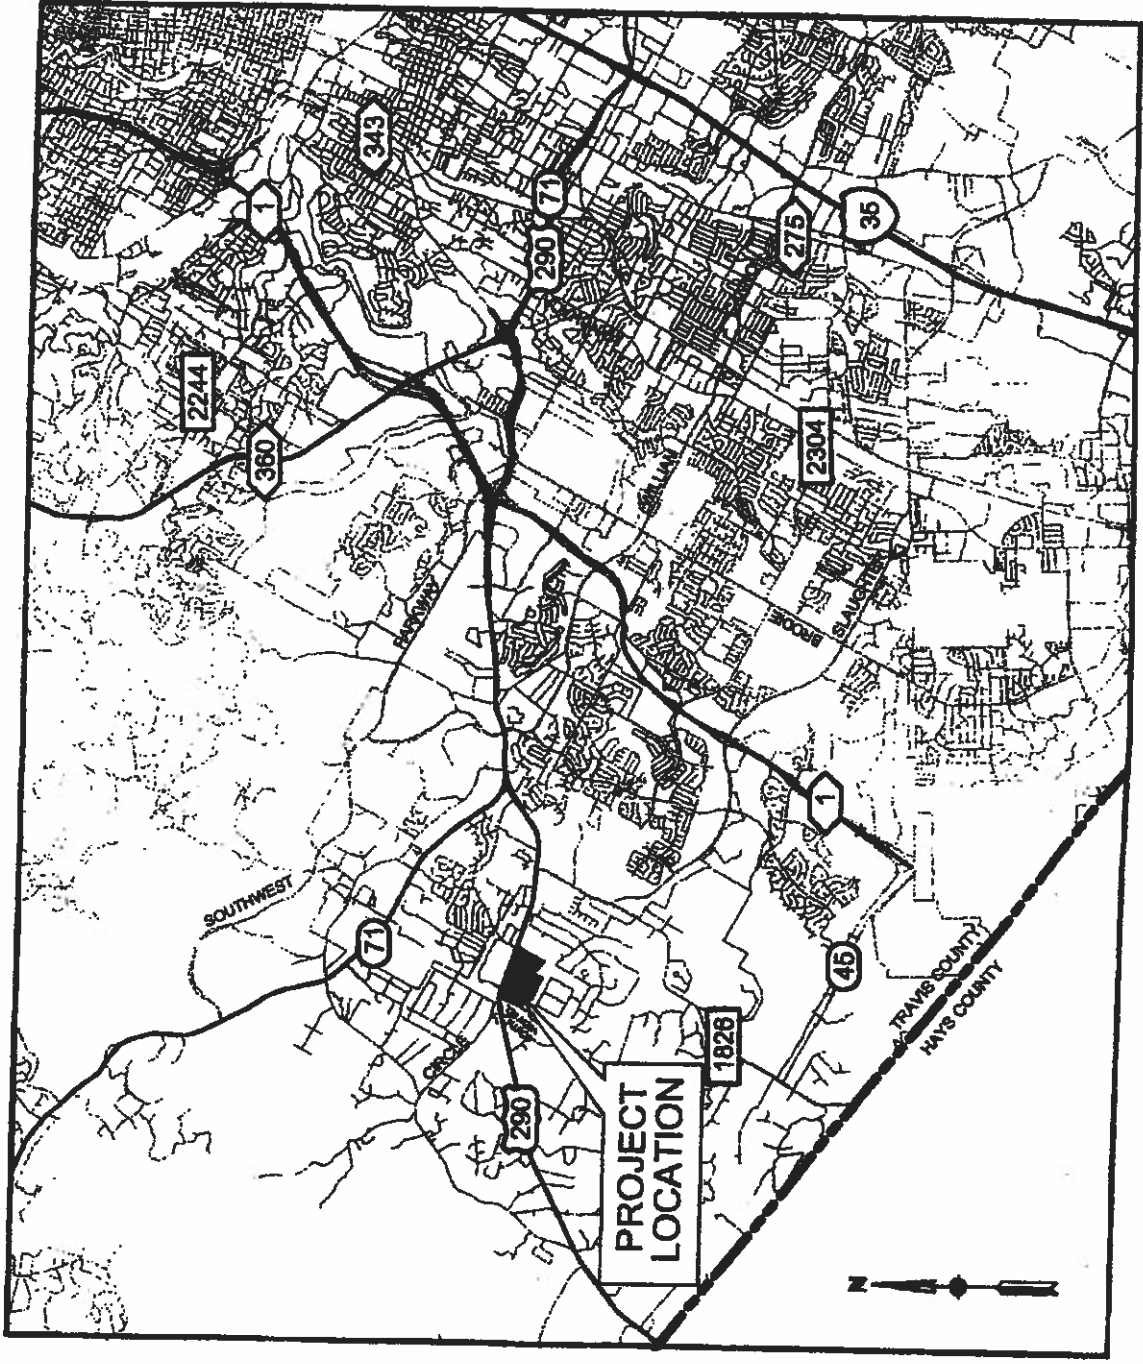 1
343
2244
360
71
290
275
35
2304
WILLIAM
PARKWAY
BRODIE
SLAUGHTER
1
SOUTHWEST
71
45
TRAVIS COUNTY
HAYS COUNTY
CIRCLE
1826
290
PROJECT
LOCATION
N